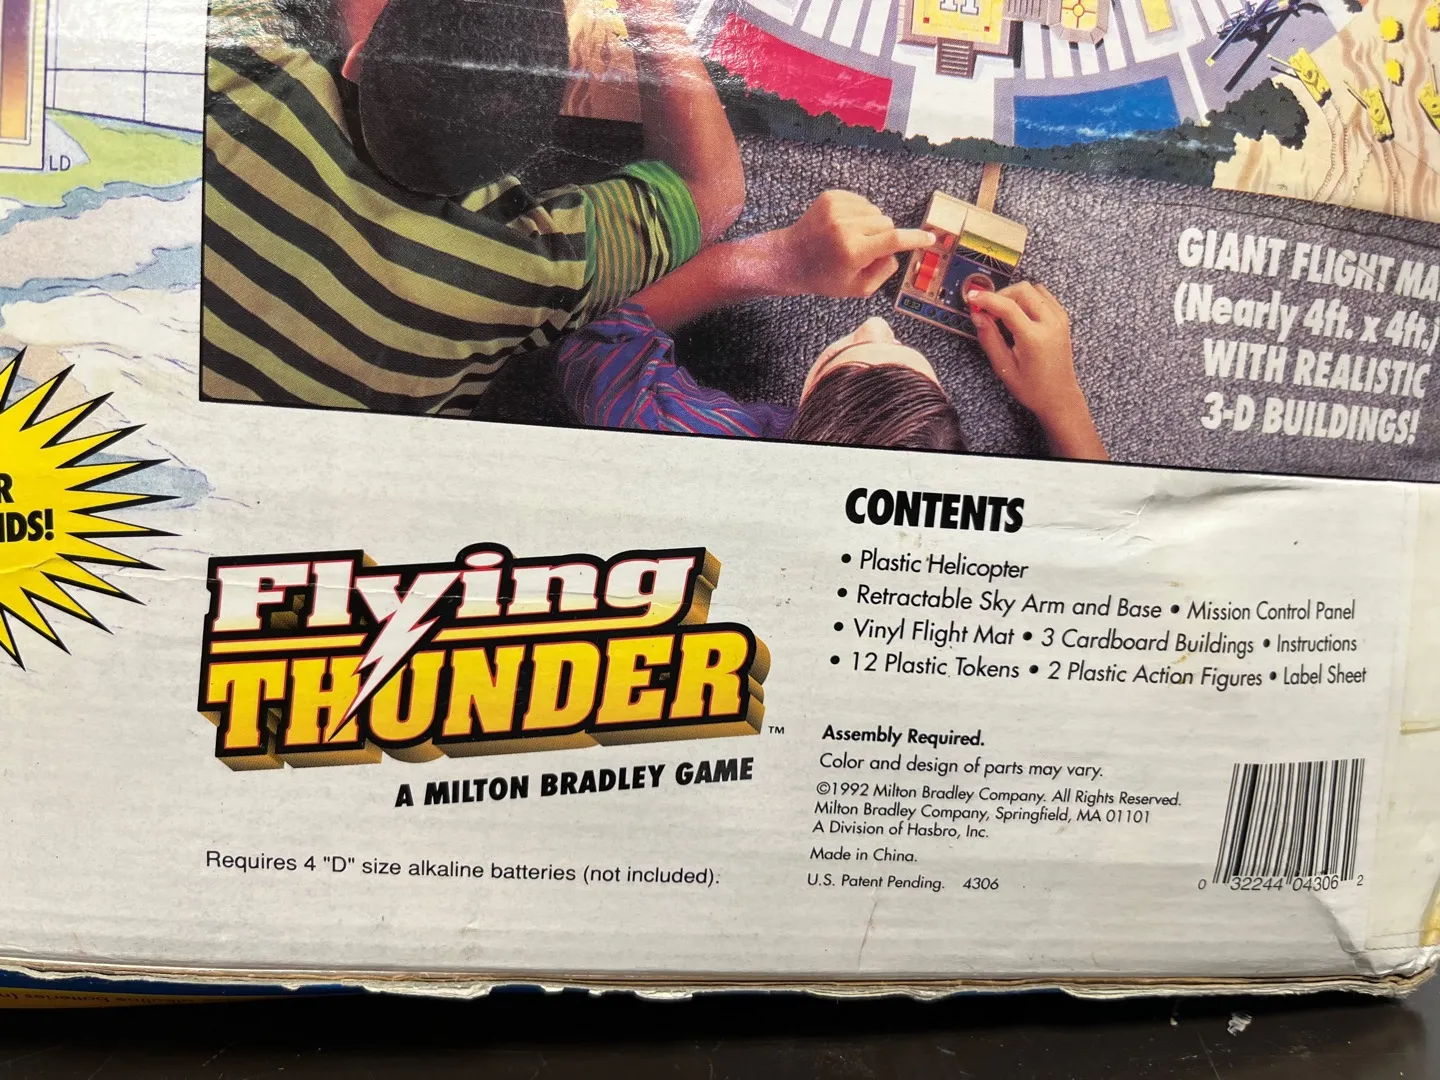 LD
GIANT FLIGHT MA
(Nearly 4ft. x 4ft.)
WITH REALISTIC
3-D BUILDINGS!
R
IDS!
Flying
THUNDER™
A MILTON BRADLEY GAME
Requires 4 "D" size alkaline batteries (not included).
CONTENTS
• Plastic Helicopter
• Retractable Sky Arm and Base • Mission Control Panel
• Vinyl Flight Mat • 3 Cardboard Buildings • Instructions
• 12 Plastic Tokens • 2 Plastic Action Figures • Label Sheet
Assembly Required.
Color and design of parts may vary.
©1992 Milton Bradley Company. All Rights Reserved.
Milton Bradley Company, Springfield, MA 01101
A Division of Hasbro, Inc.
Made in China.
U.S. Patent Pending. 4306
0 32244 04306 2